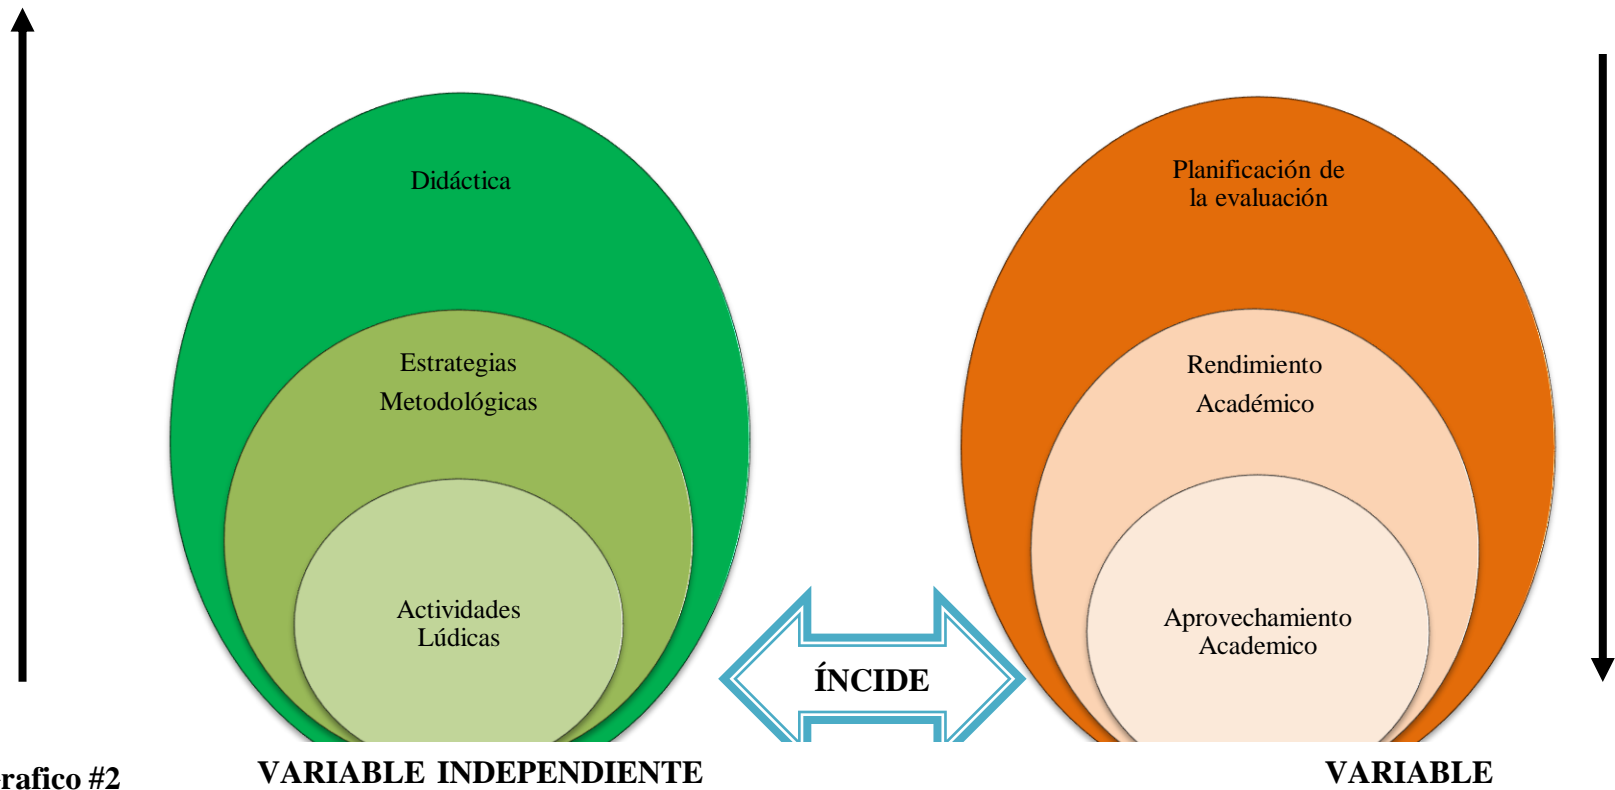 Didáctica
Estrategias
Metodológicas
Actividades
Lúdicas
ÍNCIDE
Planificación de
la evaluación
Rendimiento
Académico
Aprovechamiento
Academico
VARIABLE INDEPENDIENTE
VARIABLE
rafico #2